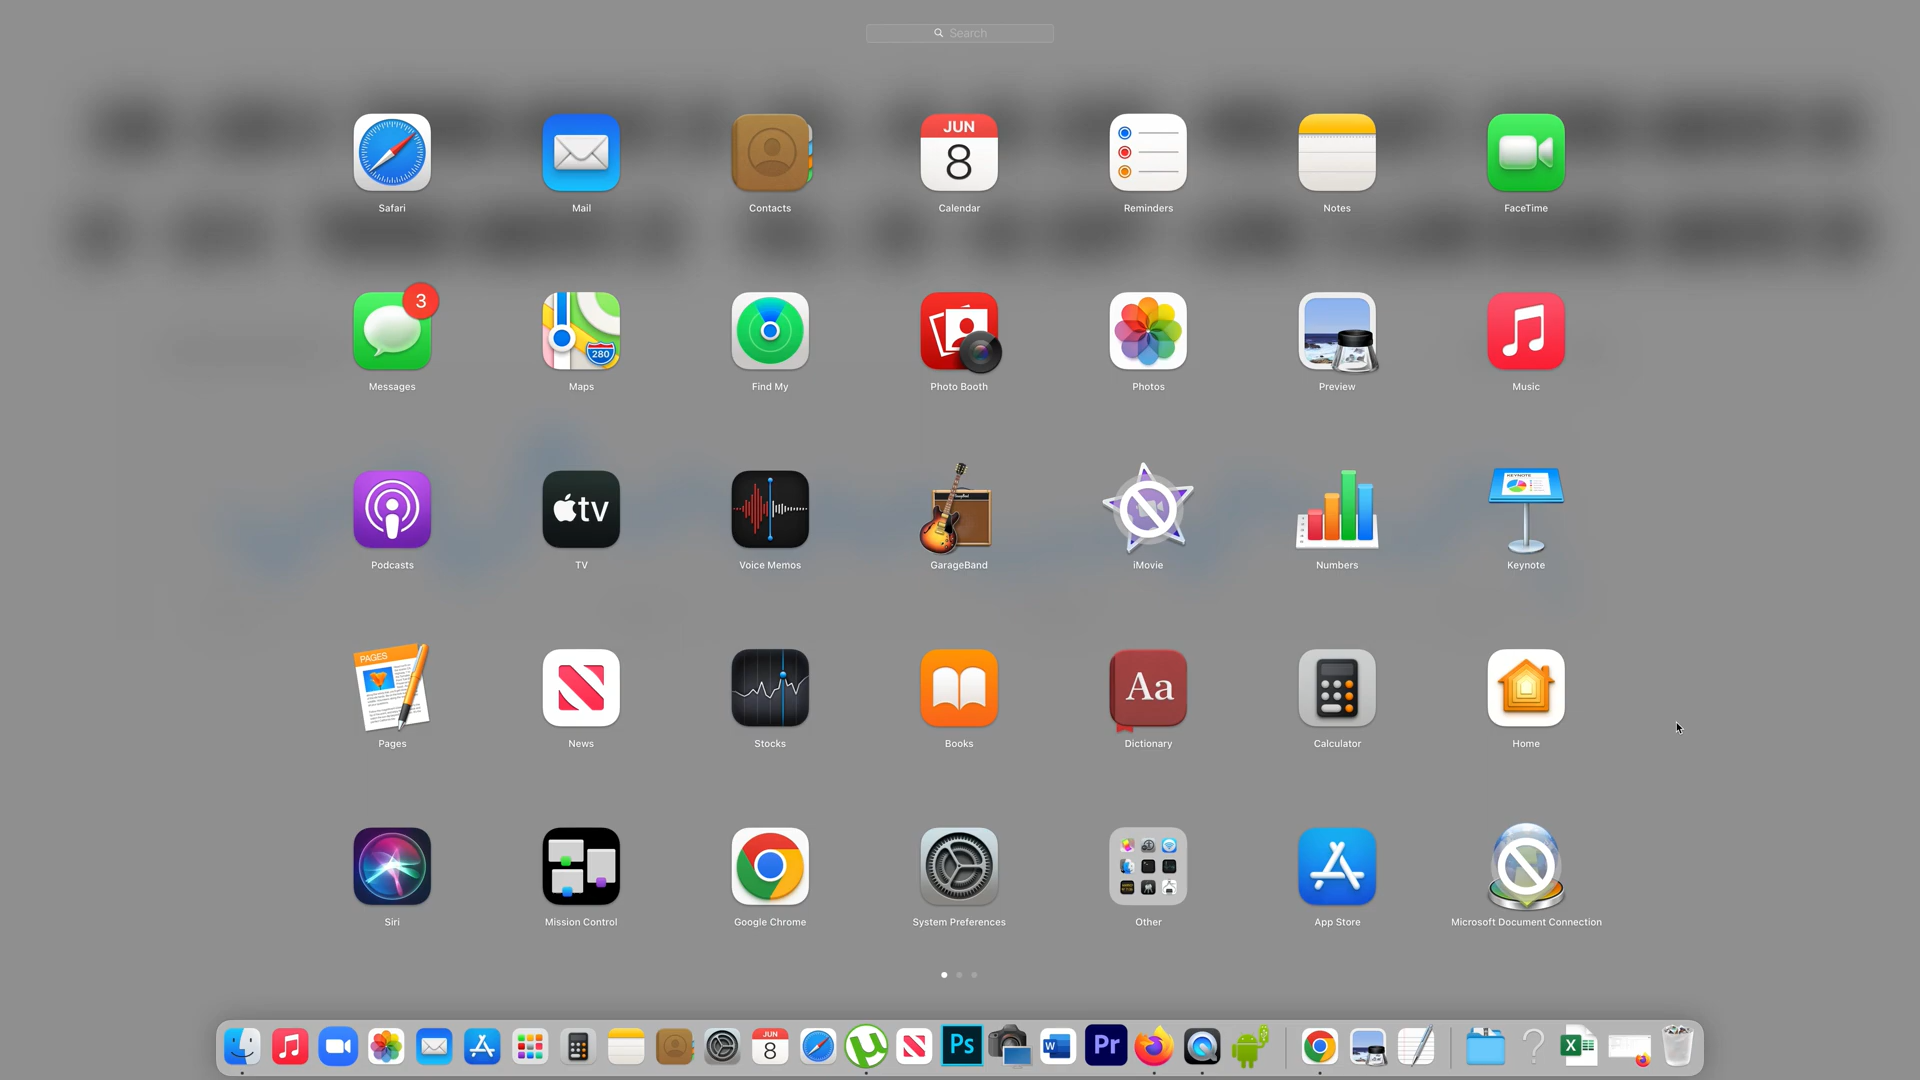 Search
JUN
8
Safari
Mail
Contacts
Calendar
Reminders
Notes
FaceTime
3
280
Messages
Maps
Find My
Photo Booth
Photos
Preview
Music
tv
KEYNOTE
Podcasts
TV
Voice Memos
GarageBand
iMovie
Numbers
Keynote
PAGES
Aa
Pages
News
Stocks
Books
Dictionary
Calculator
Home
Siri
Mission Control
Google Chrome
System Preferences
Other
App Store
Microsoft Document Connection
JUN
8
Ps
W
Pr
?
X